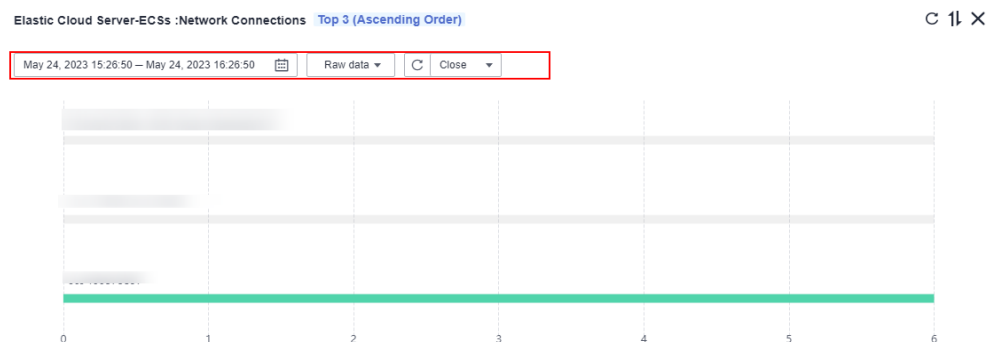 Elastic Cloud Server-ECSs :Network Connections Top 3 (Ascending Order)
May 24, 2023 15:26:50 — May 24, 2023 16:26:50 Raw data Close
0 1 2 3 4 5 6